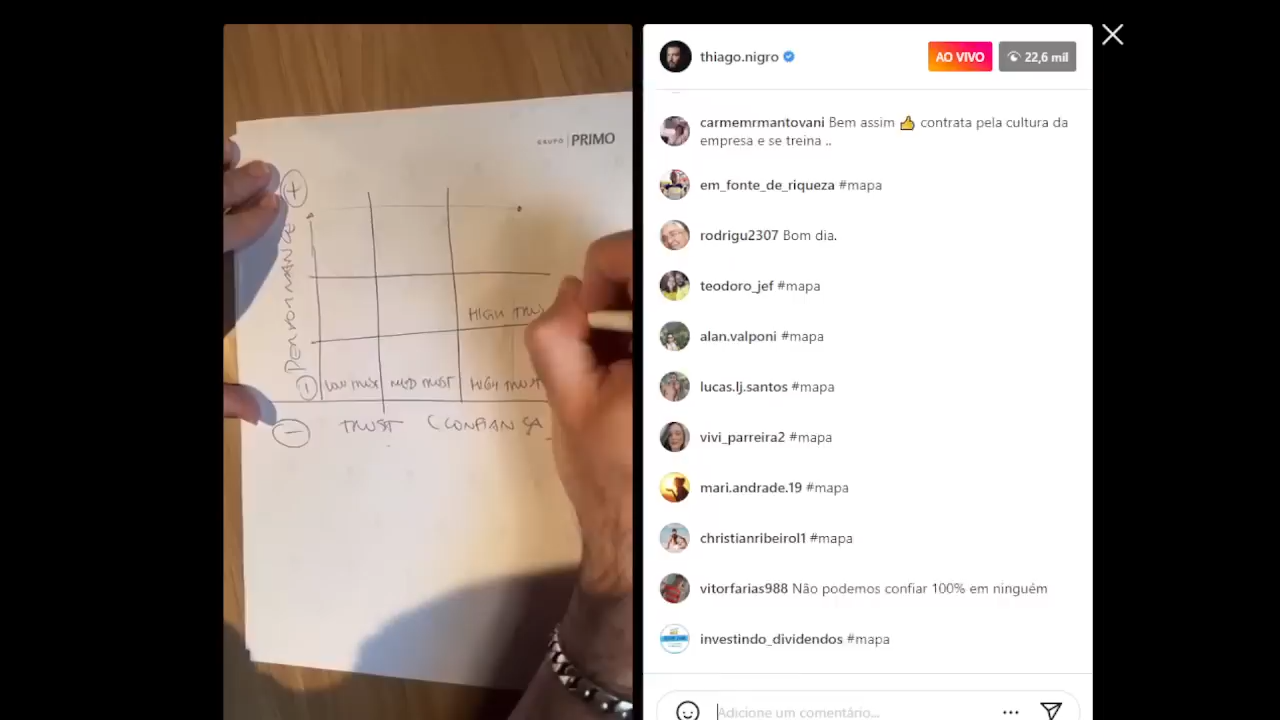 GRUPO | PRIMO
+
PERFORMANCE
HIGH TRUS
-
LOW TRUST
MED TRUST
HIGH TRUST
-
TRUST (CONFIANÇA
thiago.nigro
AO VIVO
22,6 mil
carmemrmantovani Bem assim 👍 contrata pela cultura da
empresa e se treina ..
em_fonte_de_riqueza #mapa
rodrigu2307 Bom dia.
teodoro_jef #mapa
alan.valponi #mapa
lucas.lj.santos #mapa
vivi_parreira2 #mapa
mari.andrade.19 #mapa
christianribeirol1 #mapa
vitorfarias988 Não podemos confiar 100% em ninguém
investindo_dividendos #mapa
Adicione um comentário...